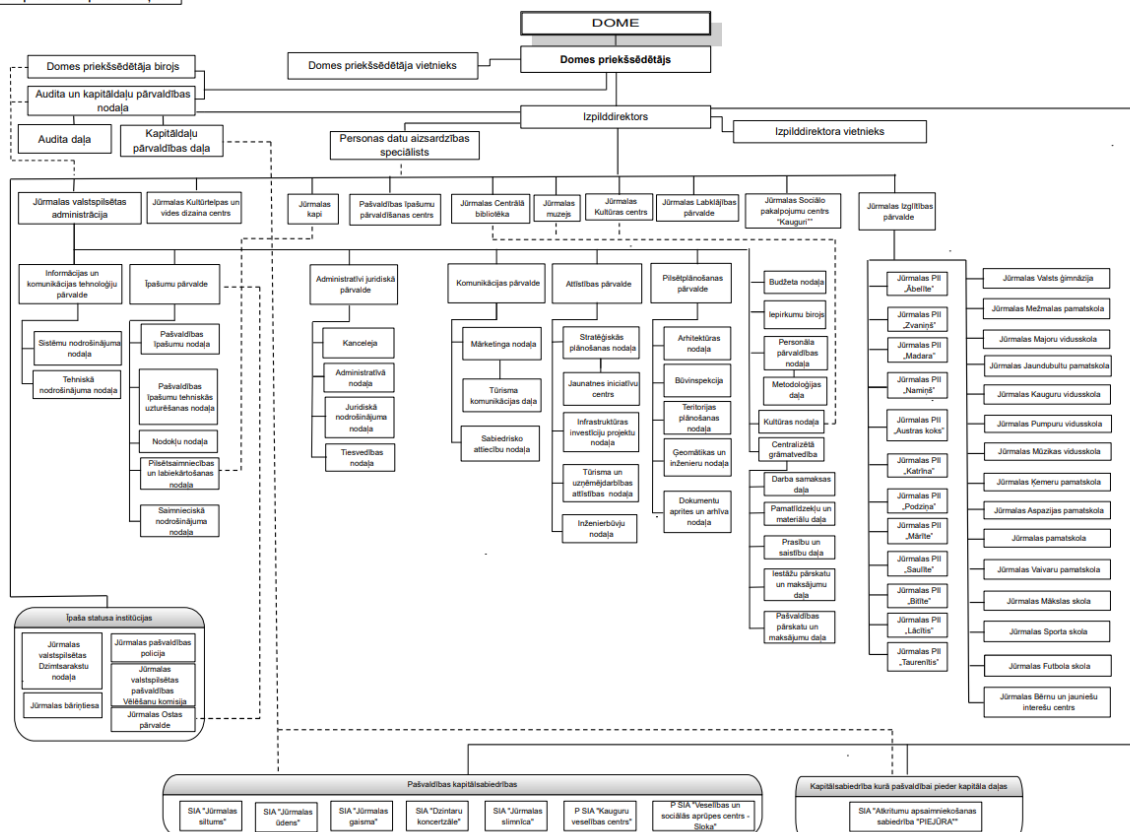 DOME
Domes priekšsēdētājs
Domes priekšsēdētāja vietnieks
Domes priekšsēdētāja birojs
Audita un kapitāldaļu pārvaldības
nodaļa
Audita daļa
Kapitāldaļu
pārvaldības daļa
Izpilddirektors
Izpilddirektora vietnieks
Personas datu aizsardzības
speciālists
Jūrmalas valstspilsētas
administrācija
Jūrmalas Kultūrtelpas un
vides dizaina centrs
Jūrmalas
kapi
Pašvaldības īpašumu
pārvaldīšanas centrs
Jūrmalas Centrālā
bibliotēka
Jūrmalas
muzejs
Jūrmalas
Kultūras centrs
Jūrmalas Labklājības
pārvalde
Jūrmalas Sociālo
pakalpojumu centrs
"Kauguri""
Jūrmalas Izglītības
pārvalde
Informācijas un
komunikācijas tehnoloģiju
pārvalde
Sistēmu nodrošinājuma
nodaļa
Tehniskā
nodrošinājuma nodaļa
Īpašumu pārvalde
Pašvaldības
īpašumu nodaļa
Pašvaldības
īpašumu tehniskās
uzturēšanas nodaļa
Nodokļu nodaļa
Pilsētsaimniecības
un labiekārtošanas
nodaļa
Saimnieciskā
nodrošinājuma
nodaļa
Administratīvi juridiskā
pārvalde
Kanceleja
Administratīvā
nodaļa
Juridiskā
nodrošinājuma
nodaļa
Tiesvedības
nodaļa
Komunikācijas pārvalde
Mārketinga nodaļa
Tūrisma
komunikācijas daļa
Sabiedrisko
attiecību nodaļa
Attīstības pārvalde
Stratēģiskās
plānošanas nodaļa
Jaunatnes iniciatīvu
centrs
Infrastruktūras
investīciju projektu
nodaļa
Tūrisma un
uzņēmējdarbības
attīstības nodaļa
Inženierbūvju
nodaļa
Pilsētplānošanas
pārvalde
Arhitektūras
nodaļa
Būvinspekcija
Teritorijas
plānošanas nodaļa
Ģeomātikas un
inženieru nodaļa
Dokumentu
aprites un arhīva
nodaļa
Budžeta nodaļa
Iepirkumu birojs
Personāla
pārvaldības nodaļa
Metodoloģijas
daļa
Kultūras nodaļa
Centralizētā
grāmatvedība
Darba samaksas
daļa
Pamatlīdzekļu un
materiālu daļa
Prasību un
saistību daļa
Iestāžu pārskatu
un maksājumu
daļa
Pašvaldības
pārskatu un
maksājumu daļa
Jūrmalas PII
„Ābelīte”
Jūrmalas PII
„Zvaniņš”
Jūrmalas PII
„Madara”
Jūrmalas PII
„Namiņš”
Jūrmalas PII
„Austras koks”
Jūrmalas PII
„Katrīna”
Jūrmalas PII
„Podziņa”
Jūrmalas PII
„Mārīte”
Jūrmalas PII
„Saulīte”
Jūrmalas PII
„Bitīte”
Jūrmalas PII
„Lācītis”
Jūrmalas PII
„Taurenītis”
Jūrmalas Valsts ģimnāzija
Jūrmalas Mežmalas pamatskola
Jūrmalas Majoru vidusskola
Jūrmalas Jaundubultu pamatskola
Jūrmalas Kauguru vidusskola
Jūrmalas Pumpuru vidusskola
Jūrmalas Mūzikas vidusskola
Jūrmalas Ķemeru pamatskola
Jūrmalas Aspazijas pamatskola
Jūrmalas pamatskola
Jūrmalas Vaivaru pamatskola
Jūrmalas Mākslas skola
Jūrmalas Sporta skola
Jūrmalas Futbola skola
Jūrmalas Bērnu un jauniešu
interešu centrs
Īpaša statusa institūcijas
Jūrmalas
valstspilsētas
Dzimtsarakstu
nodaļa
Jūrmalas bāriņtiesa
Jūrmalas pašvaldības
policija
Jūrmalas
valstspilsētas
pašvaldības
Vēlēšanu komisija
Jūrmalas Ostas
pārvalde
Pašvaldības kapitālsabiedrības
SIA "Jūrmalas
siltums"
SIA "Jūrmalas
ūdens"
SIA "Jūrmalas
gaisma"
SIA "Dzintaru
koncertzāle"
SIA "Jūrmalas
slimnīca"
P SIA "Kauguru
veselības centrs"
P SIA "Veselības un
sociālās aprūpes centrs -
Sloka"
Kapitālsabiedrība kurā pašvaldībai pieder kapitāla daļas
SIA "Atkritumu apsaimniekošanas
sabiedrība "PIEJŪRA""